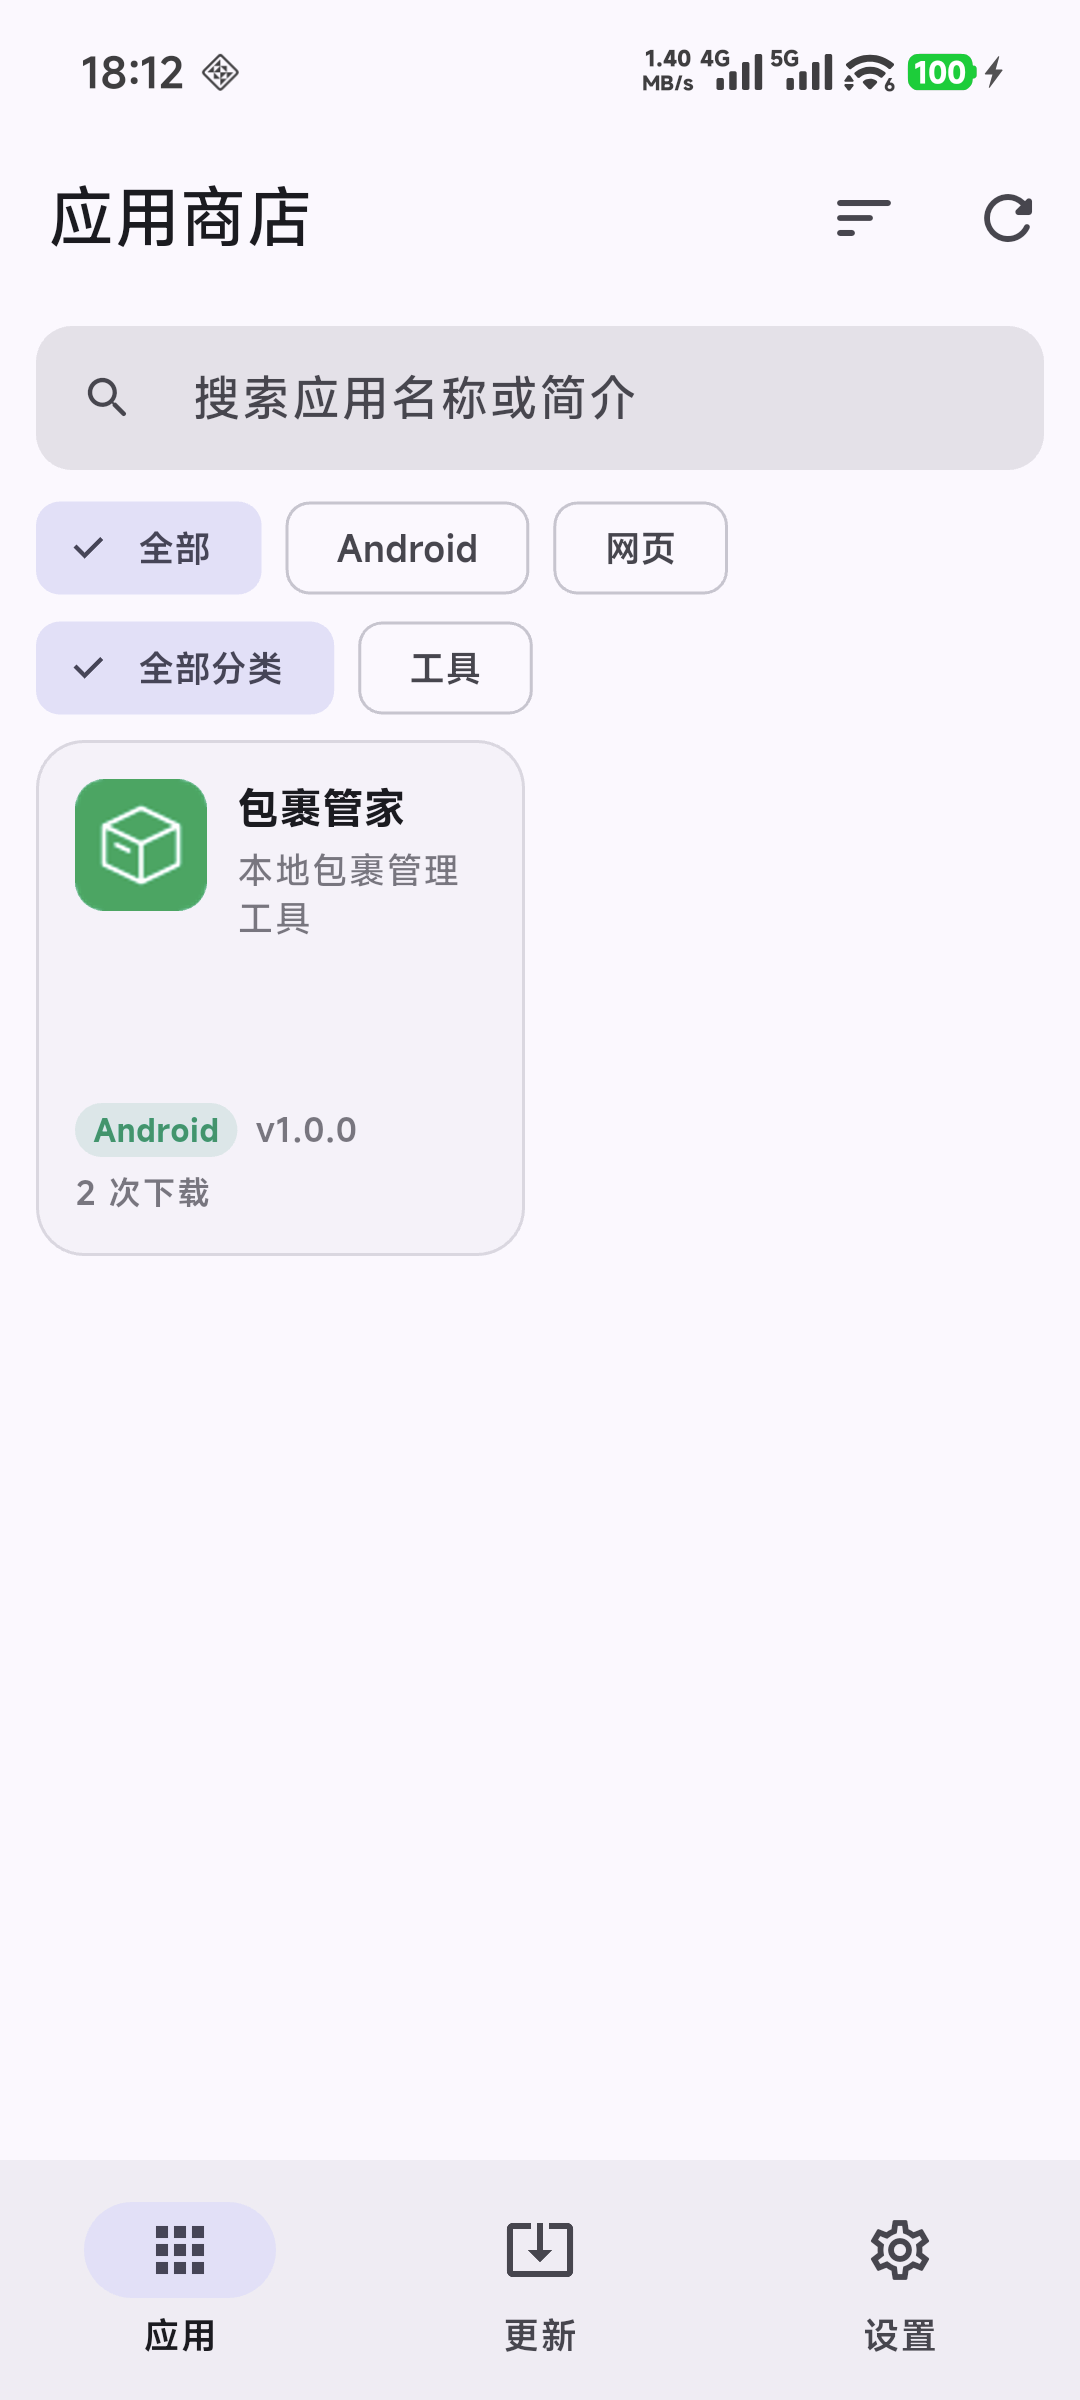 18:12
1.40 MB/s 4G 5G 6 100
应用商店
搜索应用名称或简介
全部 Android 网页
全部分类 工具
包裹管家
本地包裹管理
工具
Android v1.0.0
2 次下载
应用 更新 设置